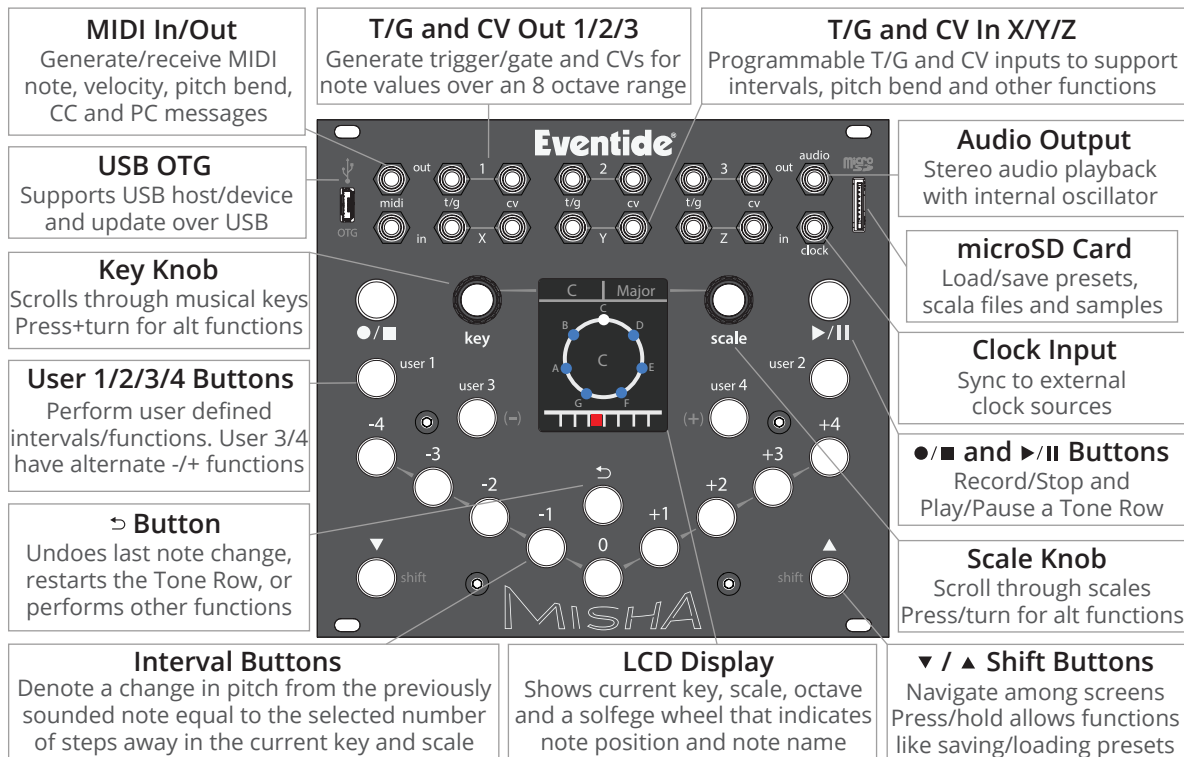 MIDI In/Out
Generate/receive MIDI
note, velocity, pitch bend,
CC and PC messages
T/G and CV Out 1/2/3
Generate trigger/gate and CVs for
note values over an 8 octave range
T/G and CV In X/Y/Z
Programmable T/G and CV inputs to support
intervals, pitch bend and other functions
USB OTG
Supports USB host/device
and update over USB
Key Knob
Scrolls through musical keys
Press+turn for alt functions
User 1/2/3/4 Buttons
Perform user defined
intervals/functions. User 3/4
have alternate -/+ functions
⮌ Button
Undoes last note change,
restarts the Tone Row, or
performs other functions
Eventide®
out 1 2 3 out audio
midi t/g cv t/g cv t/g cv
OTG in X Y Z in clock
micro SD
C | Major
C
B D
C
A E
G F
●/■ key scale ▶/II
user 1 user 3 user 4 user 2
(-) (+)
-4 +4
-3 +3
-2 ⮌ +2
-1 0 +1
▼ shift shift ▲
MISHA
Audio Output
Stereo audio playback
with internal oscillator
microSD Card
Load/save presets,
scala files and samples
Clock Input
Sync to external
clock sources
●/■ and ▶/II Buttons
Record/Stop and
Play/Pause a Tone Row
Scale Knob
Scroll through scales
Press/turn for alt functions
Interval Buttons
Denote a change in pitch from the previously
sounded note equal to the selected number
of steps away in the current key and scale
LCD Display
Shows current key, scale, octave
and a solfege wheel that indicates
note position and note name
▼ / ▲ Shift Buttons
Navigate among screens
Press/hold allows functions
like saving/loading presets